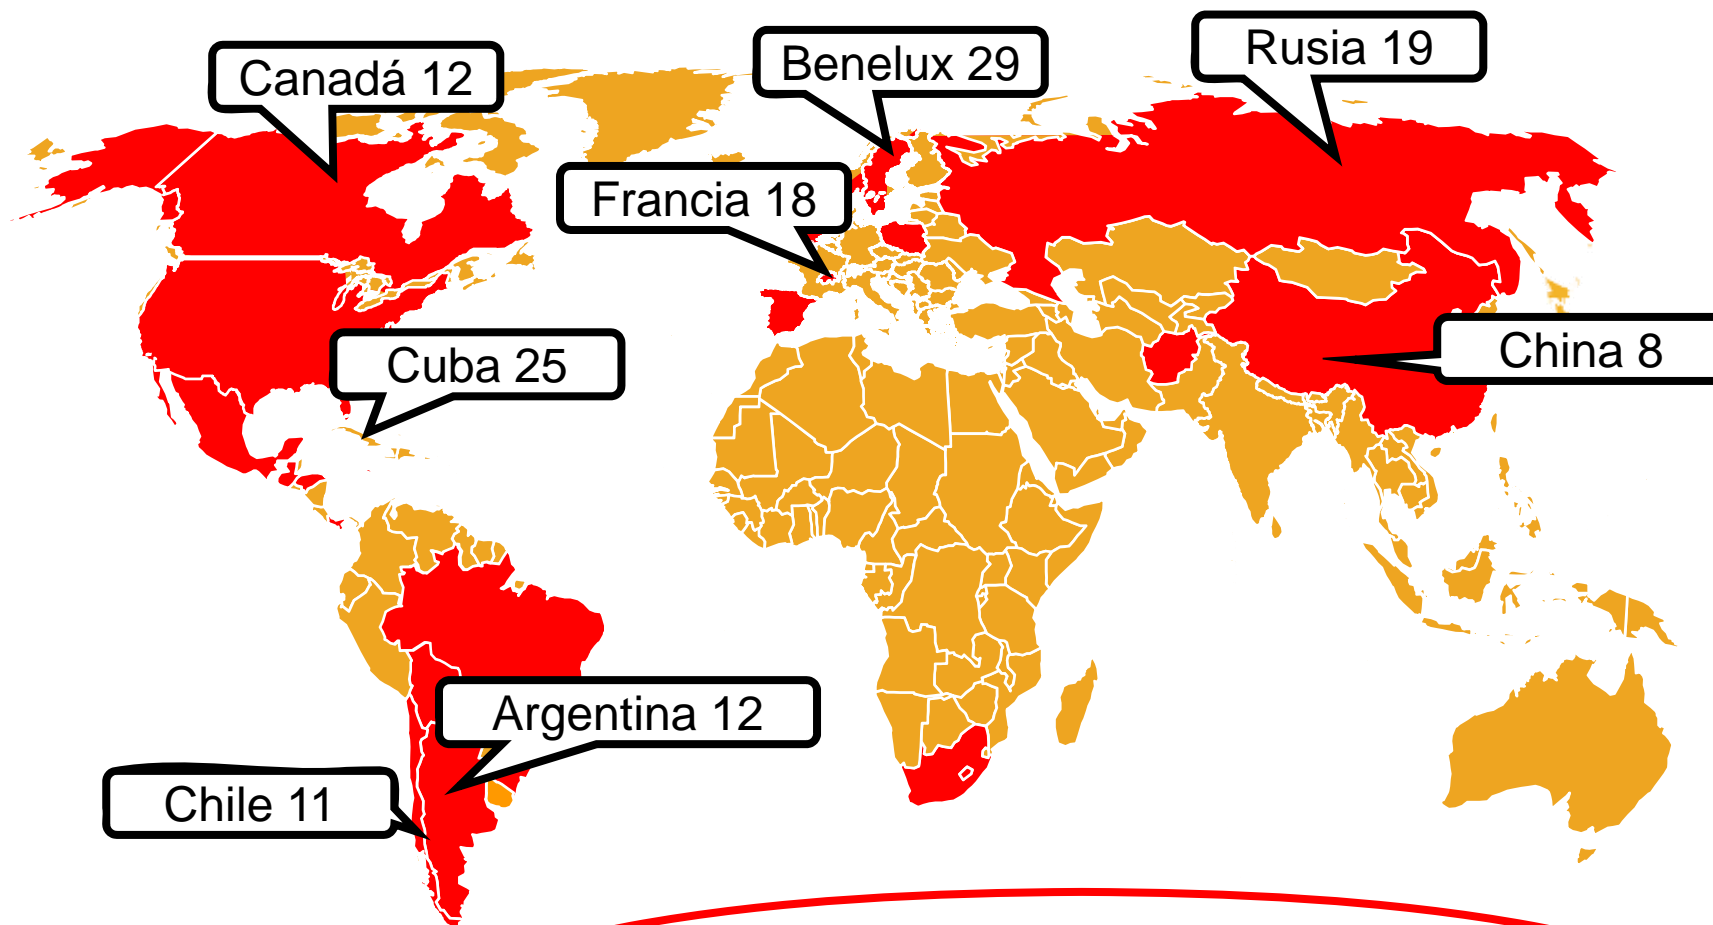 Canadá 12
Benelux 29
Rusia 19
Francia 18
Cuba 25
China 8
Argentina 12
Chile 11